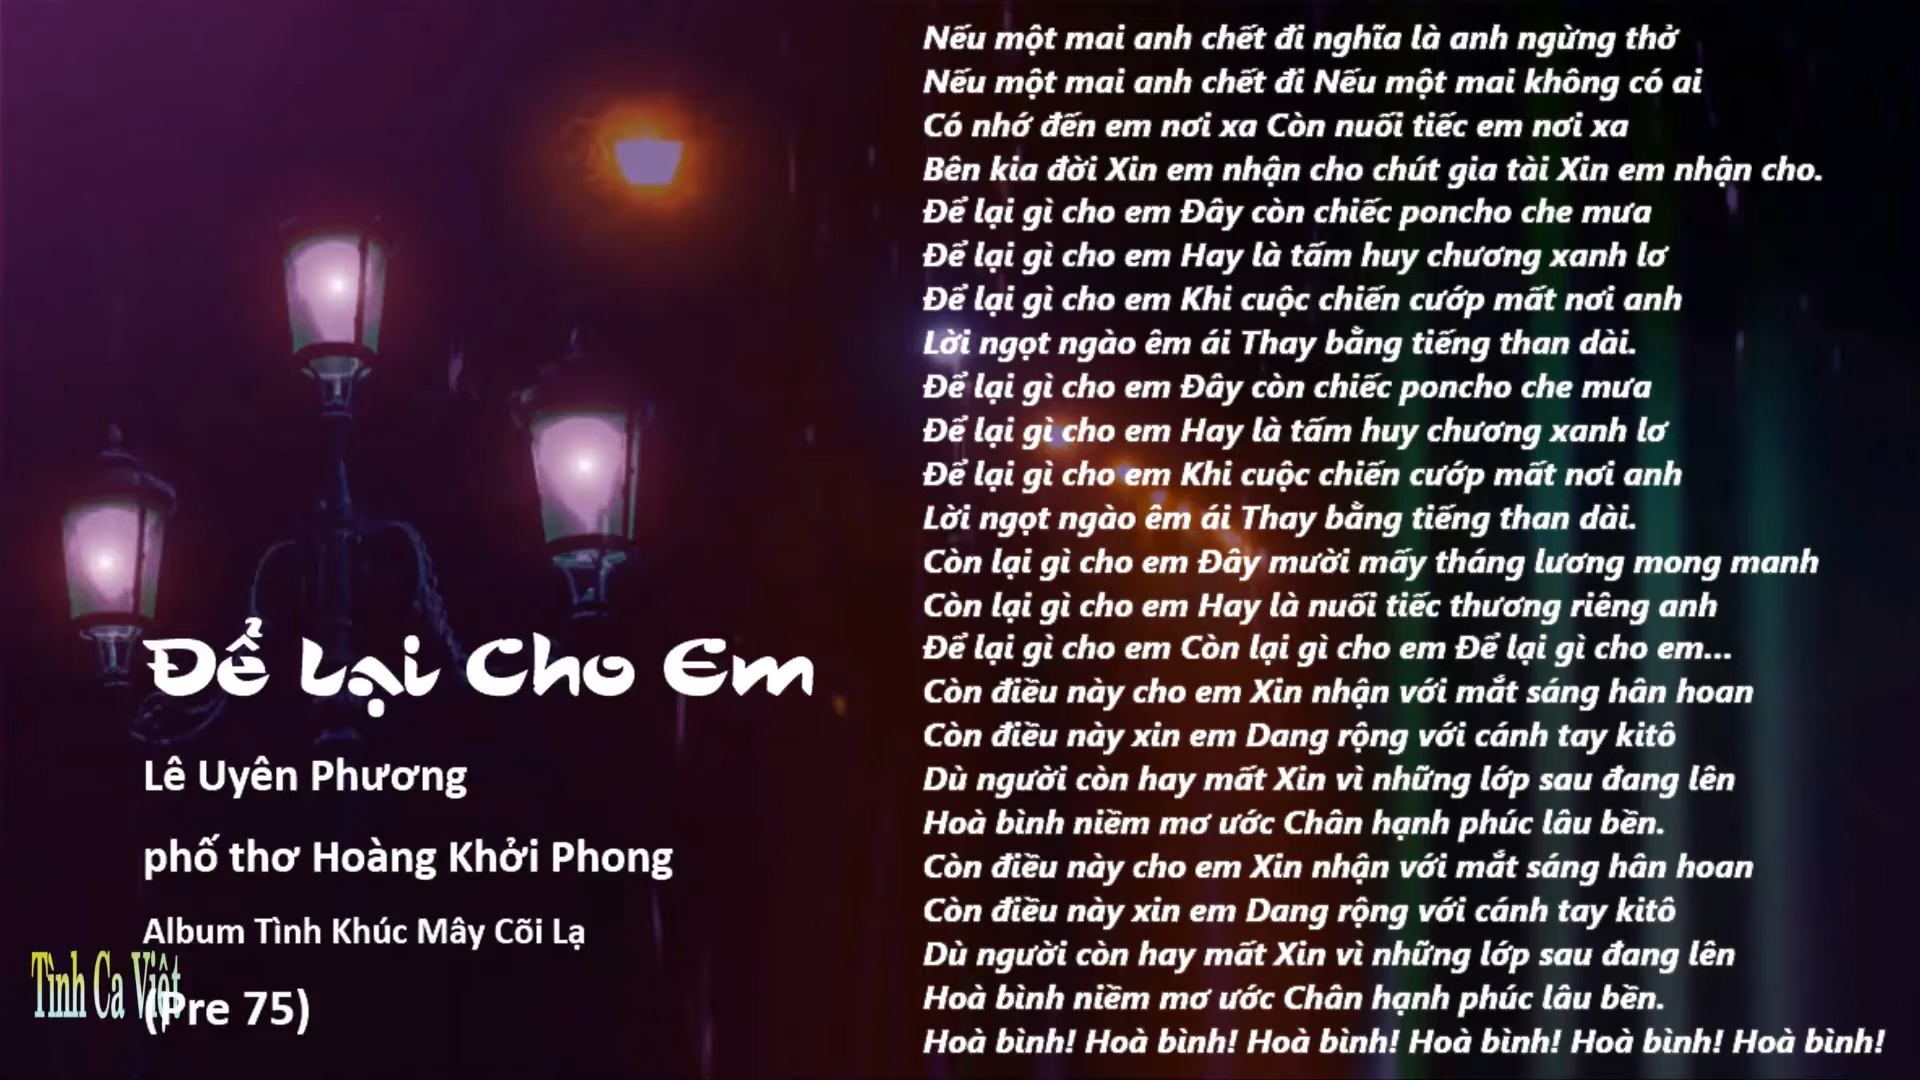 Để Lại Cho Em
Lê Uyên Phương
phố thơ Hoàng Khởi Phong
Album Tình Khúc Mây Cõi Lạ
Tình Ca Việt
(Pre 75)
Nếu một mai anh chết đi nghĩa là anh ngừng thở
Nếu một mai anh chết đi Nếu một mai không có ai
Có nhớ đến em nơi xa Còn nuối tiếc em nơi xa
Bên kia đời Xin em nhận cho chút gia tài Xin em nhận cho.
Để lại gì cho em Đây còn chiếc poncho che mưa
Để lại gì cho em Hay là tấm huy chương xanh lơ
Để lại gì cho em Khi cuộc chiến cướp mất nơi anh
Lời ngọt ngào êm ái Thay bằng tiếng than dài.
Để lại gì cho em Đây còn chiếc poncho che mưa
Để lại gì cho em Hay là tấm huy chương xanh lơ
Để lại gì cho em Khi cuộc chiến cướp mất nơi anh
Lời ngọt ngào êm ái Thay bằng tiếng than dài.
Còn lại gì cho em Đây mười mấy tháng lương mong manh
Còn lại gì cho em Hay là nuối tiếc thương riêng anh
Để lại gì cho em Còn lại gì cho em Để lại gì cho em...
Còn điều này cho em Xin nhận với mắt sáng hân hoan
Còn điều này xin em Dang rộng với cánh tay kitô
Dù người còn hay mất Xin vì những lớp sau đang lên
Hoà bình niềm mơ ước Chân hạnh phúc lâu bền.
Còn điều này cho em Xin nhận với mắt sáng hân hoan
Còn điều này xin em Dang rộng với cánh tay kitô
Dù người còn hay mất Xin vì những lớp sau đang lên
Hoà bình niềm mơ ước Chân hạnh phúc lâu bền.
Hoà bình! Hoà bình! Hoà bình! Hoà bình! Hoà bình! Hoà bình!